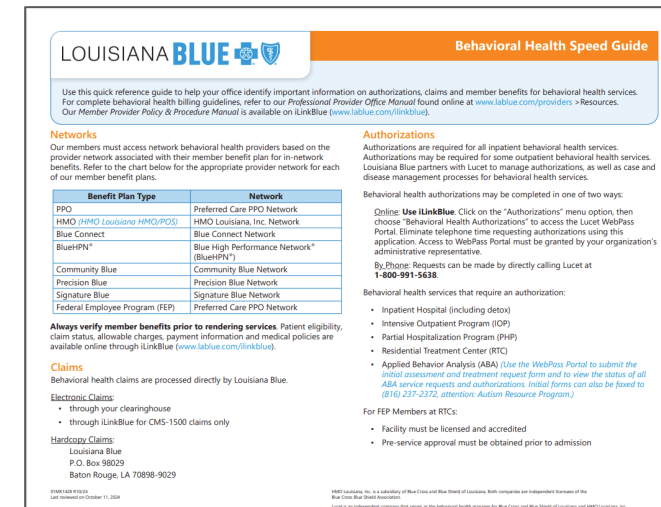 LOUISIANA BLUE
Behavioral Health Speed Guide
Use this quick reference guide to help your office identify important information on authorizations, claims and member benefits for behavioral health services.
For complete behavioral health billing guidelines, refer to our Professional Provider Office Manual found online at www.lablue.com/providers >Resources.
Our Member Provider Policy & Procedure Manual is available on iLinkBlue (www.lablue.com/ilinkblue).
Networks
Our members must access network behavioral health providers based on the
provider network associated with their member benefit plan for in-network
benefits. Refer to the chart below for the appropriate provider network for each
of our member benefit plans.
Benefit Plan Type Network
PPO Preferred Care PPO Network
HMO (HMO Louisiana HMO/POS) HMO Louisiana, Inc. Network
Blue Connect Blue Connect Network
BlueHPN® Blue High Performance Network®
(BlueHPN®)
Community Blue Community Blue Network
Precision Blue Precision Blue Network
Signature Blue Signature Blue Network
Federal Employee Program (FEP) Preferred Care PPO Network
Always verify member benefits prior to rendering services. Patient eligibility,
claim status, allowable charges, payment information and medical policies are
available online through iLinkBlue (www.lablue.com/ilinkblue).
Claims
Behavioral health claims are processed directly by Louisiana Blue.
Electronic Claims:
• through your clearinghouse
• through iLinkBlue for CMS-1500 claims only
Hardcopy Claims:
Louisiana Blue
P.O. Box 98029
Baton Rouge, LA 70898-9029
Authorizations
Authorizations are required for all inpatient behavioral health services.
Authorizations may be required for some outpatient behavioral health services.
Louisiana Blue partners with Lucet to manage authorizations, as well as case and
disease management processes for behavioral health services.
Behavioral health authorizations may be completed in one of two ways:
Online: Use iLinkBlue. Click on the "Authorizations" menu option, then
choose "Behavioral Health Authorizations" to access the Lucet WebPass
Portal. Eliminate telephone time requesting authorizations using this
application. Access to WebPass Portal must be granted by your organization's
administrative representative.
By Phone: Requests can be made by directly calling Lucet at
1-800-991-5638.
Behavioral health services that require an authorization:
• Inpatient Hospital (including detox)
• Intensive Outpatient Program (IOP)
• Partial Hospitalization Program (PHP)
• Residential Treatment Center (RTC)
• Applied Behavior Analysis (ABA) (Use the WebPass Portal to submit the
initial assessment and treatment request form and to view the status of all
ABA service requests and authorizations. Initial forms can also be faxed to
(816) 237-2372, attention: Autism Resource Program.)
For FEP Members at RTCs:
• Facility must be licensed and accredited
• Pre-service approval must be obtained prior to admission
Last reviewed on October 11, 2024
HMO Louisiana, Inc. is a subsidiary of Blue Cross and Blue Shield of Louisiana. Both companies are independent licensees of the
Blue Cross Blue Shield Association.